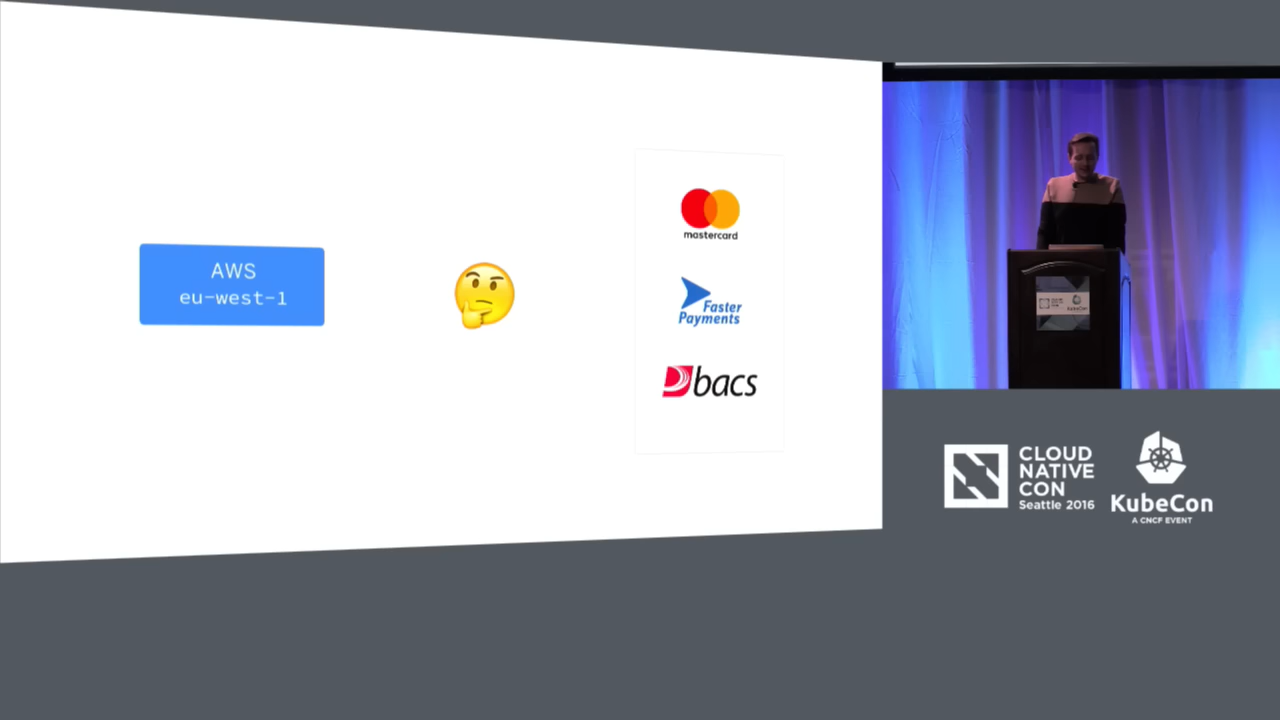 AWS
eu-west-1
mastercard
Faster
Payments
bacs
CLOUD
NATIVE
CON
Seattle 2016
KubeCon
A CNCF EVENT